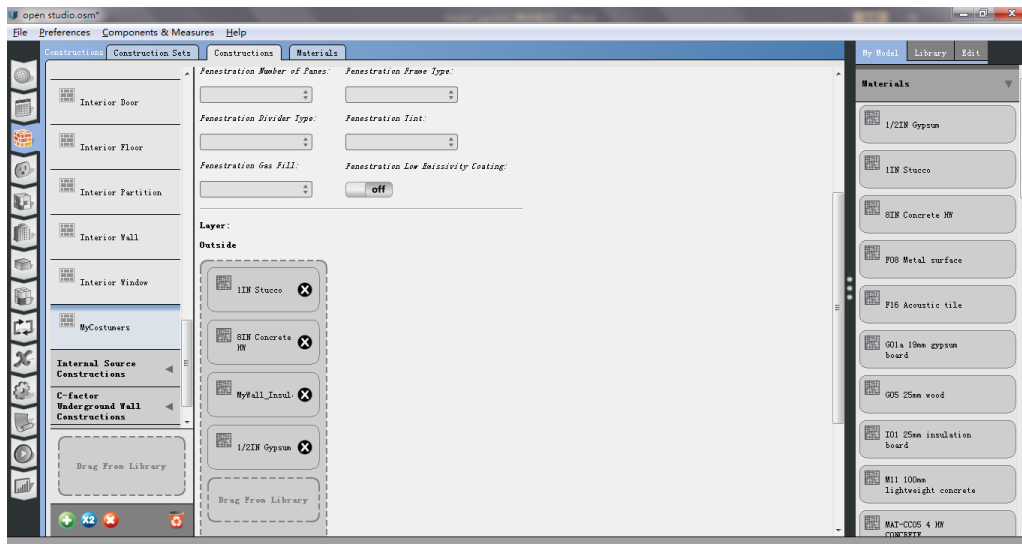 open studio.osm*
File Preferences Components & Measures Help
Constructions Construction Sets Constructions Materials
My Model Library Edit
Interior Door
Interior Floor
Interior Partition
Interior Wall
Interior Window
MyCostumers
Internal Source
Constructions
C-factor
Underground Wall
Constructions
Drag From Library
X2
Fenestration Number of Panes: Fenestration Frame Type:
Fenestration Divider Type: Fenestration Tint:
Fenestration Gas Fill: Fenestration Low Emissivity Coating:
off
Layer:
Outside
1IN Stucco
8IN Concrete
HW
MyWall_Insul
1/2IN Gypsum
Drag From Library
Materials
1/2IN Gypsum
1IN Stucco
8IN Concrete HW
F08 Metal surface
F16 Acoustic tile
G01a 19mm gypsum
board
G05 25mm wood
I01 25mm insulation
board
M11 100mm
lightweight concrete
MAT-CC05 4 HW
CONCRETE